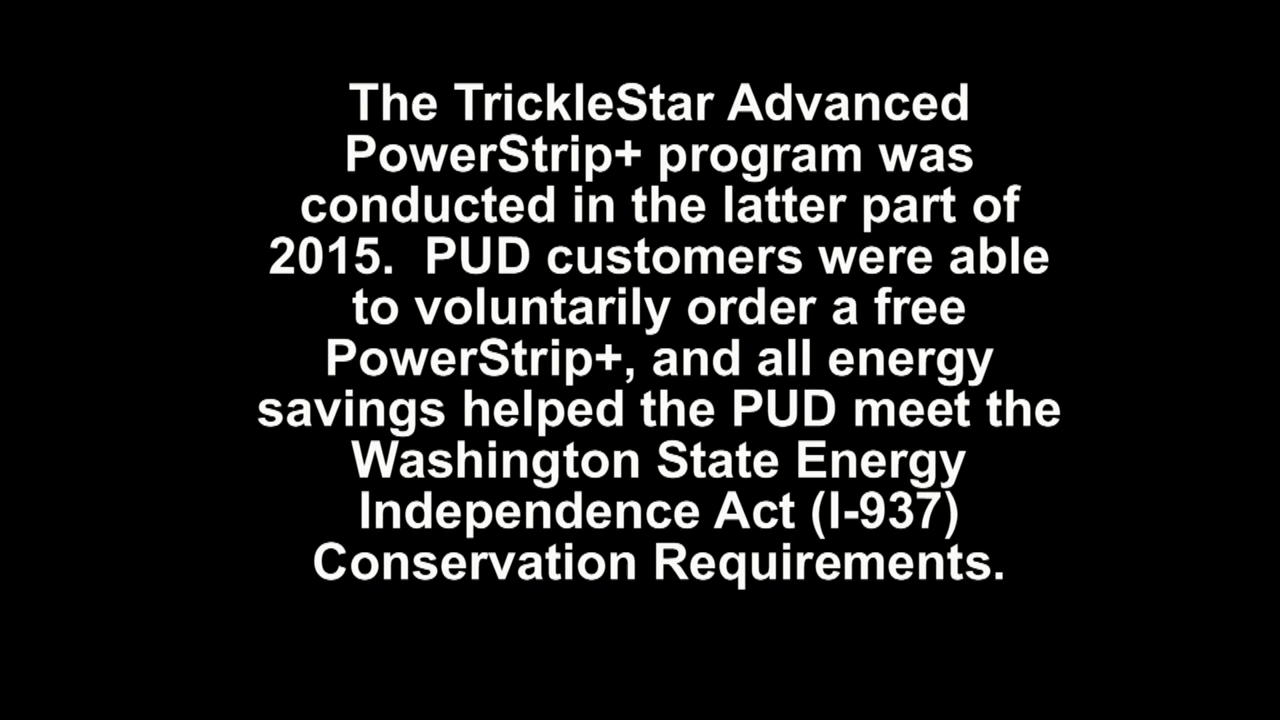 The TrickleStar Advanced
PowerStrip+ program was
conducted in the latter part of
2015.  PUD customers were able
to voluntarily order a free
PowerStrip+, and all energy
savings helped the PUD meet the
Washington State Energy
Independence Act (I-937)
Conservation Requirements.